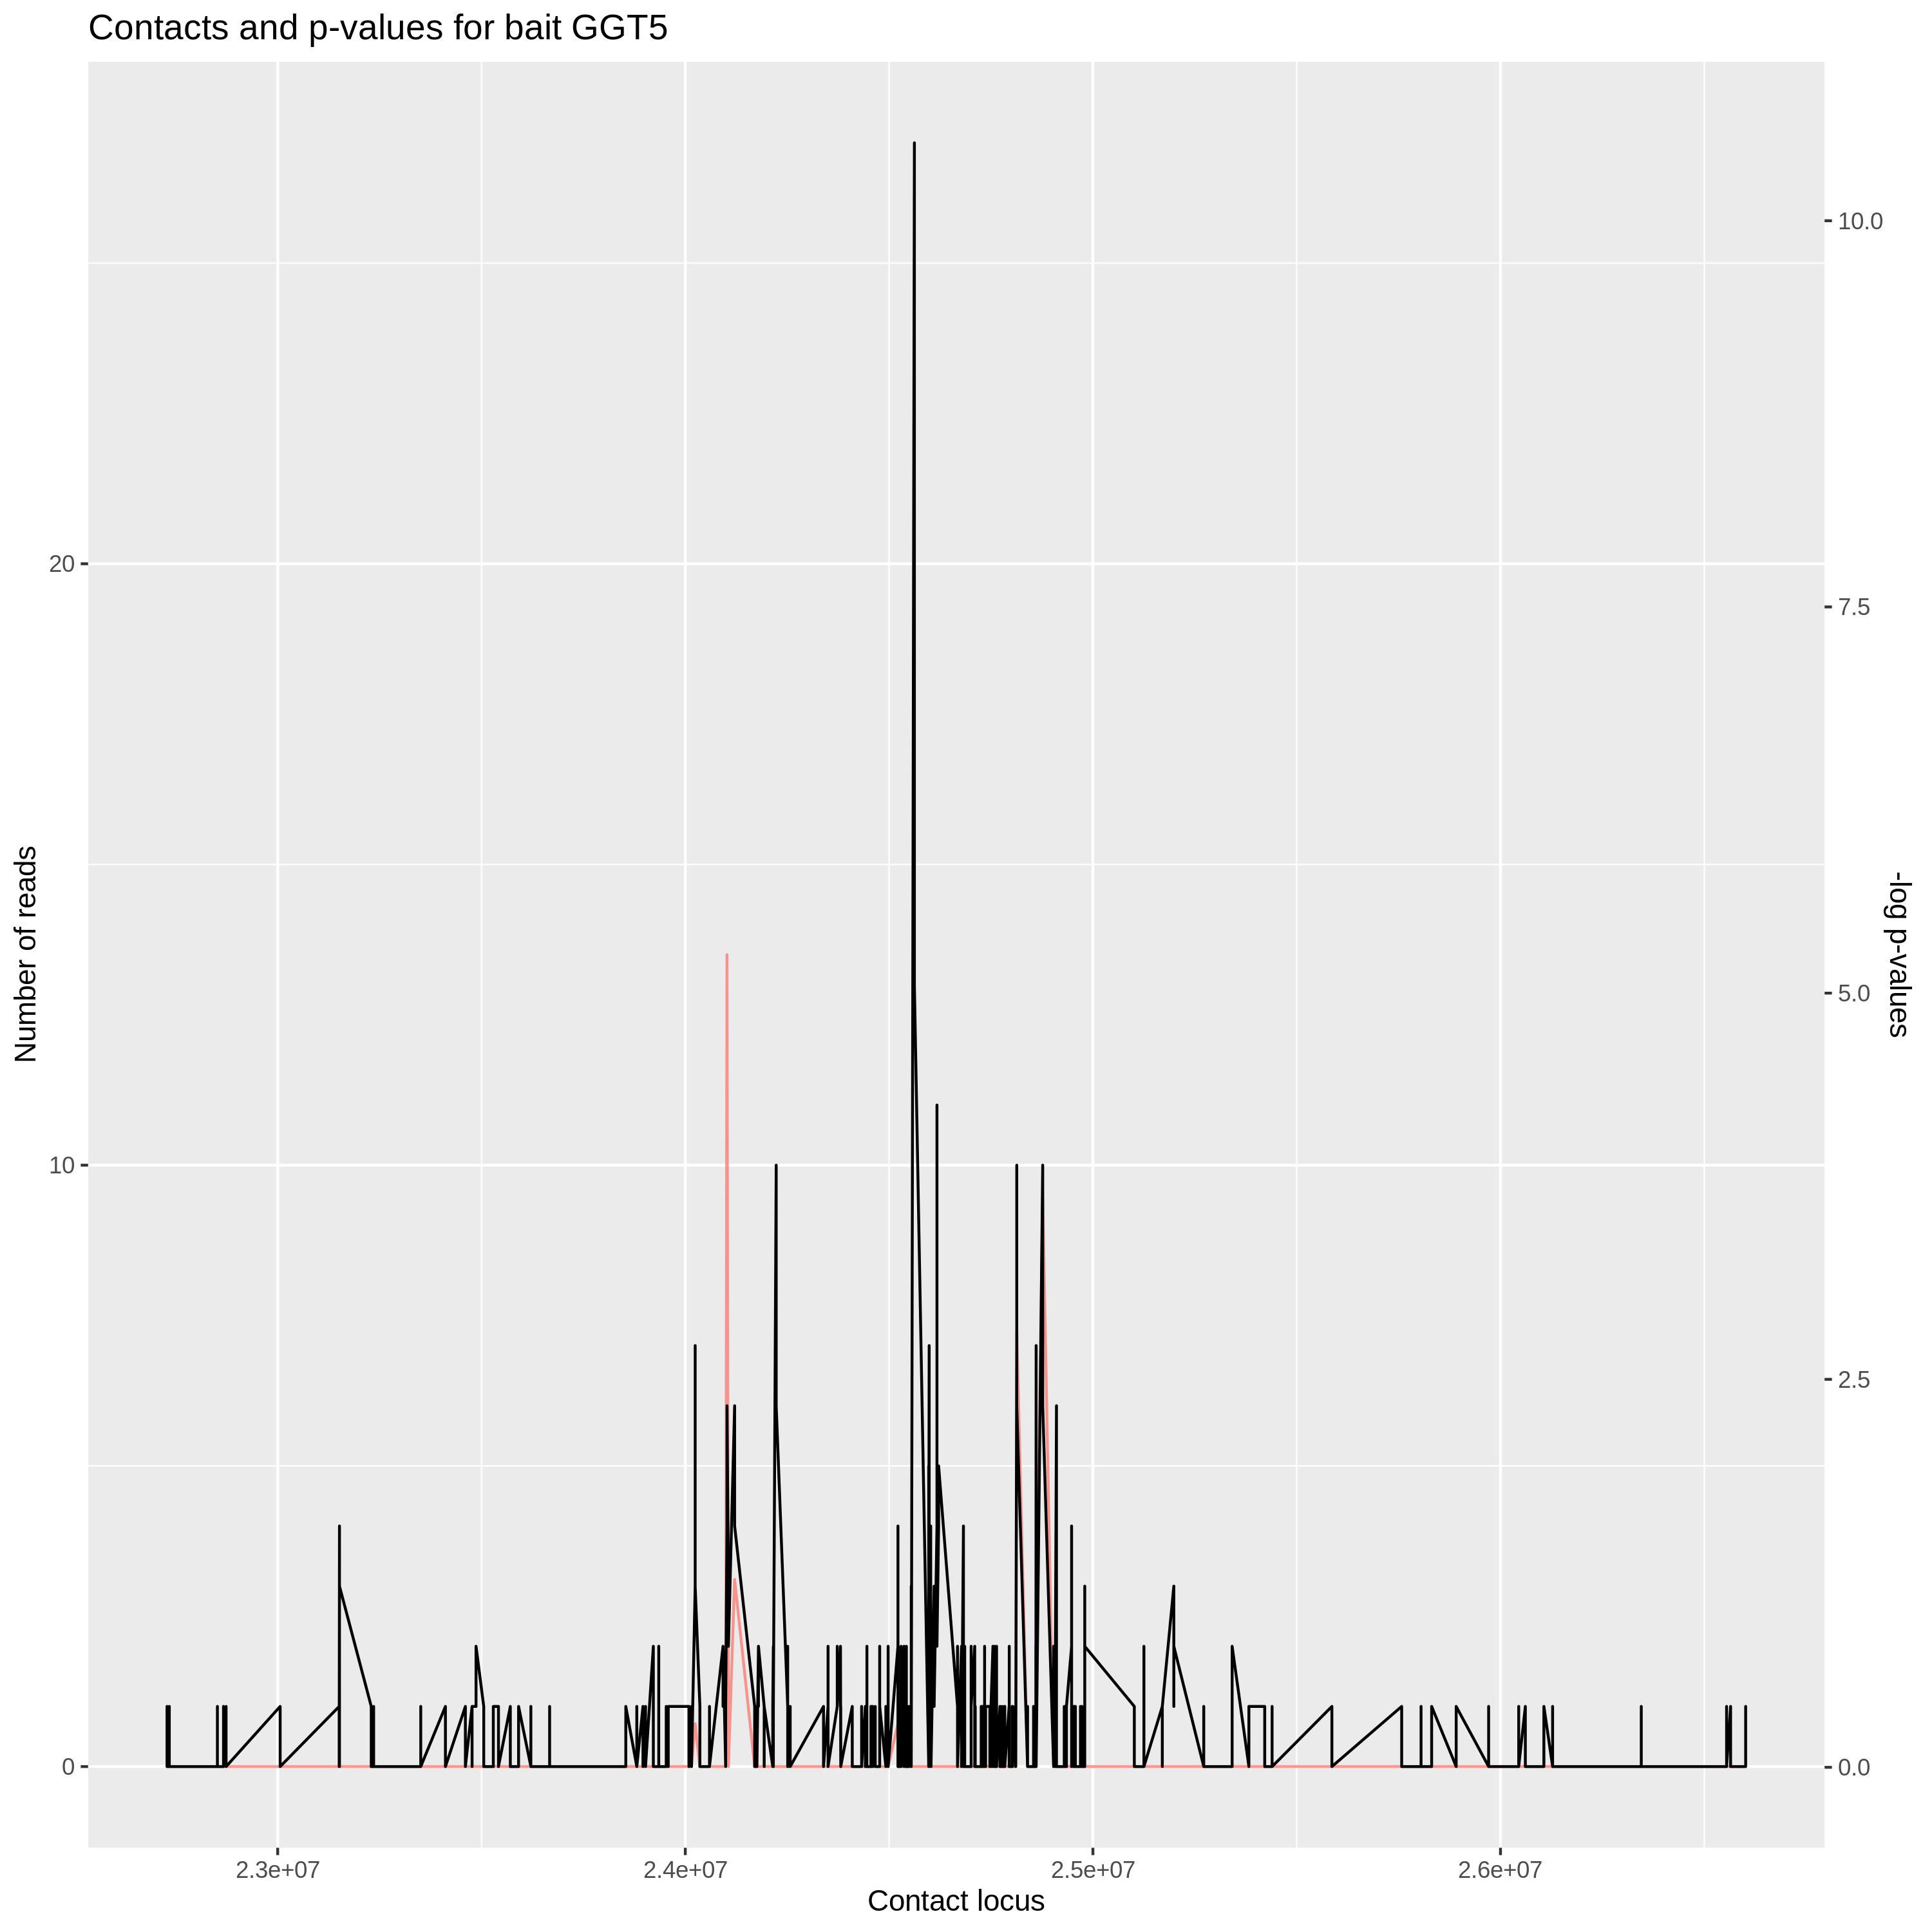 Contacts and p-values for bait GGT5
20
10
0
Number of reads
10.0
7.5
5.0
2.5
0.0
-log p-values
2.3e+07 2.4e+07 2.5e+07 2.6e+07
Contact locus